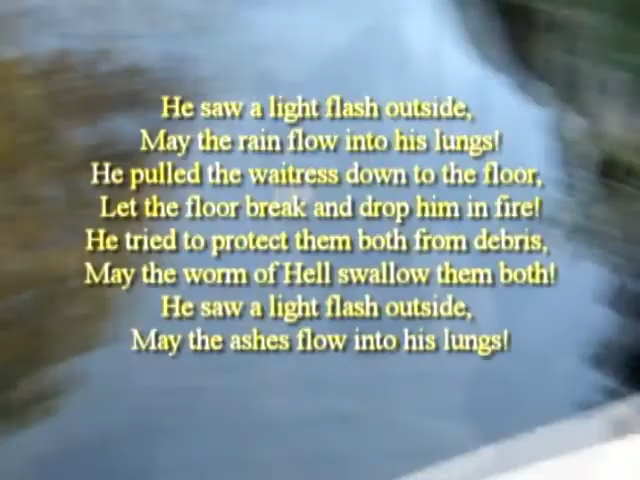 He saw a light flash outside,
May the rain flow into his lungs!
He pulled the waitress down to the floor,
Let the floor break and drop him in fire!
He tried to protect them both from debris,
May the worm of Hell swallow them both!
He saw a light flash outside,
May the ashes flow into his lungs!